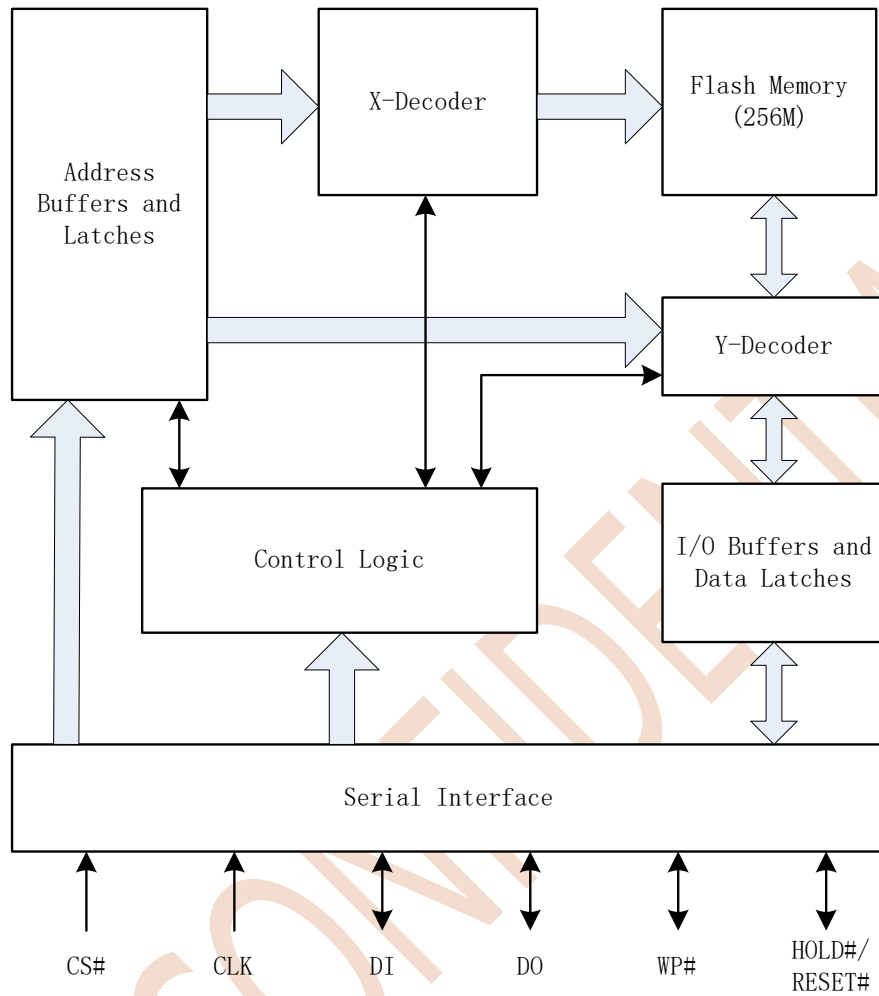 Address
Buffers and
Latches
X-Decoder
Flash Memory
(256M)
Y-Decoder
Control Logic
I/O Buffers and
Data Latches
Serial Interface
CS#
CLK
DI
DO
WP#
HOLD#/
RESET#